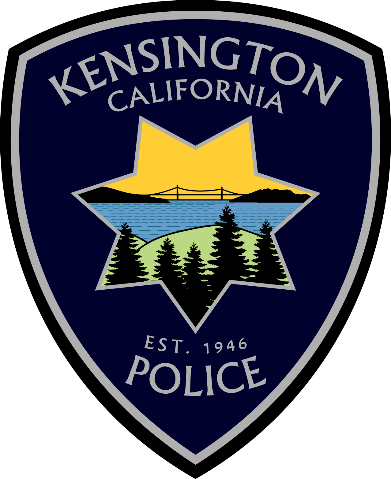 KENSINGTON
CALIFORNIA
EST. 1946
POLICE